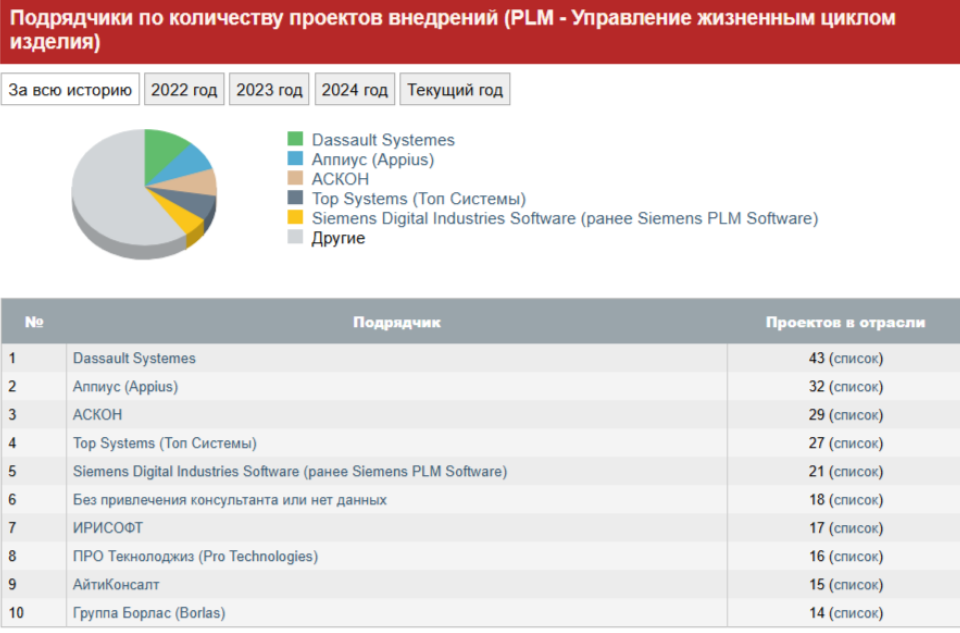 Подрядчики по количеству проектов внедрений (PLM - Управление жизненным циклом
изделия)
За всю историю 2022 год 2023 год 2024 год Текущий год
Dassault Systemes
Аппиус (Appius)
АСКОН
Top Systems (Топ Системы)
Siemens Digital Industries Software (ранее Siemens PLM Software)
Другие
№ Подрядчик Проектов в отрасли
1 Dassault Systemes 43 (список)
2 Аппиус (Appius) 32 (список)
3 АСКОН 29 (список)
4 Top Systems (Топ Системы) 27 (список)
5 Siemens Digital Industries Software (ранее Siemens PLM Software) 21 (список)
6 Без привлечения консультанта или нет данных 18 (список)
7 ИРИСОФТ 17 (список)
8 ПРО Текнолоджиз (Pro Technologies) 16 (список)
9 АйтиКонсалт 15 (список)
10 Группа Борлас (Borlas) 14 (список)